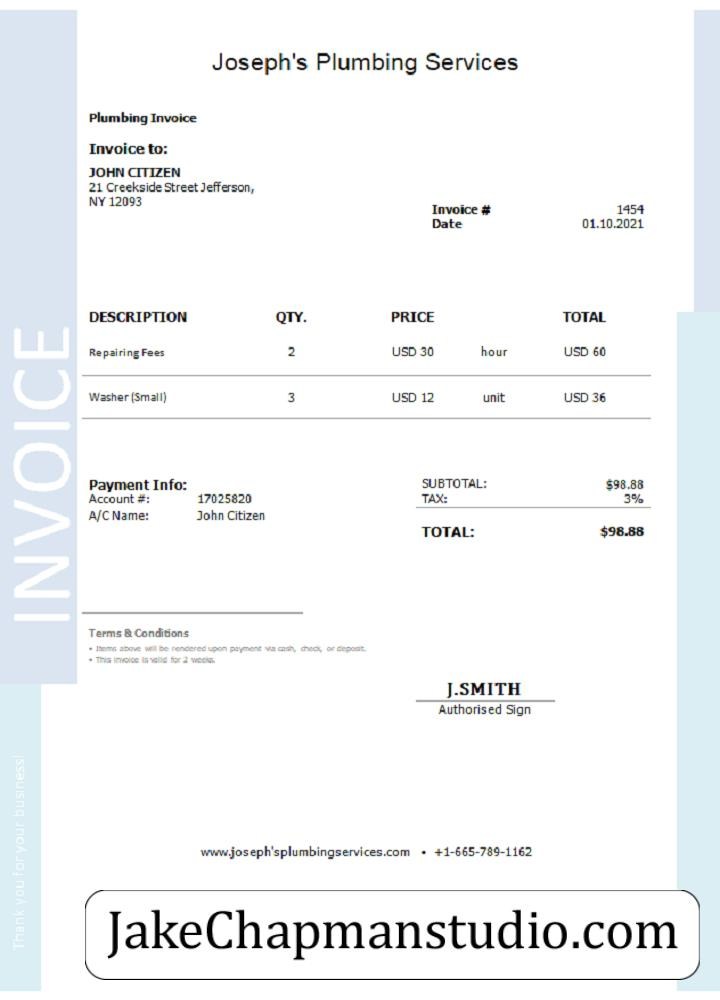 Joseph's Plumbing Services
Plumbing Invoice
Invoice to:
JOHN CITIZEN
21 Creekside Street Jefferson,
NY 12093
Invoice # 1454
Date 01.10.2021
INVOICE
DESCRIPTION QTY. PRICE TOTAL
Repairing Fees 2 USD 30 hour USD 60
Washer (Small) 3 USD 12 unit USD 36
Payment Info:
Account #: 17025820
A/C Name: John Citizen
SUBTOTAL: $98.88
TAX: 3%
TOTAL: $98.88
Terms & Conditions
• Items above will be rendered upon payment via cash, check, or deposit.
• This invoice is valid for 2 weeks.
J.SMITH
Authorised Sign
Thank you for your business!
www.joseph'splumbingservices.com • +1-665-789-1162
JakeChapmanstudio.com